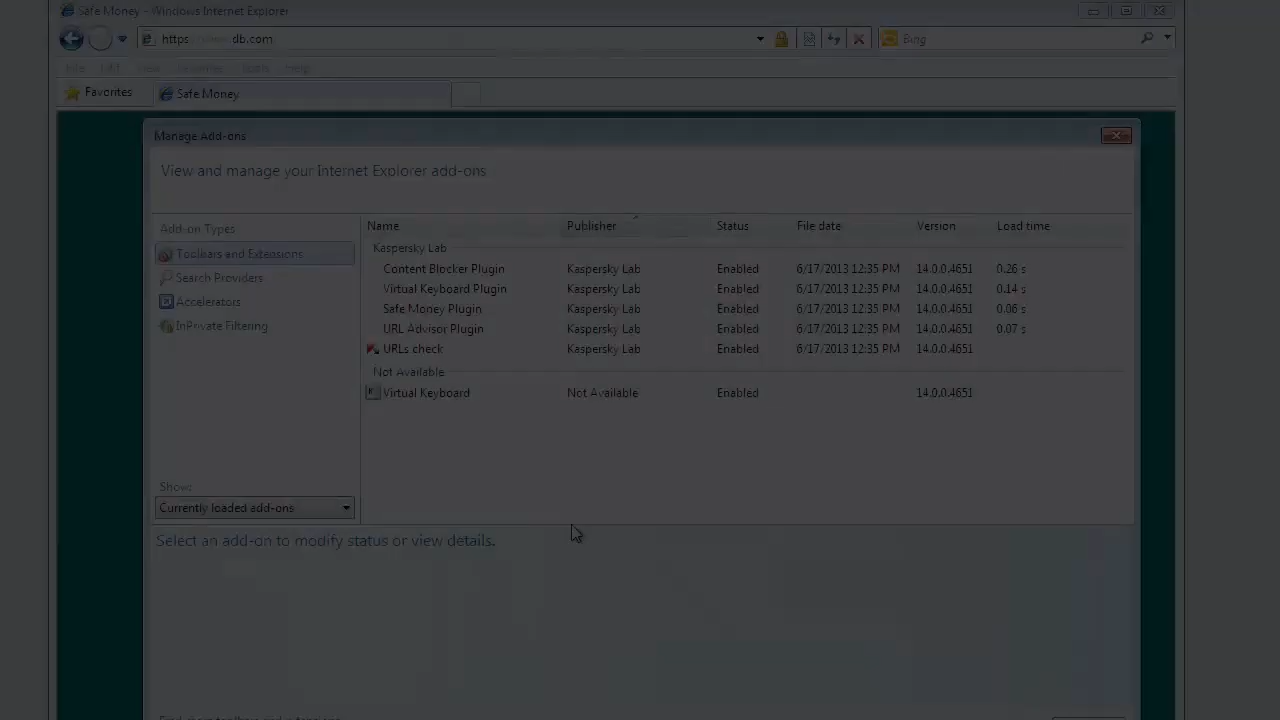 Safe Money - Windows Internet Explorer
https://www.db.com
Bing
File Edit View Favorites Tools Help
Favorites
Safe Money
Manage Add-ons
View and manage your Internet Explorer add-ons
Add-on Types
Toolbars and Extensions
Search Providers
Accelerators
InPrivate Filtering
Show:
Currently loaded add-ons
Name Publisher Status File date Version Load time
Kaspersky Lab
Content Blocker Plugin Kaspersky Lab Enabled 6/17/2013 12:35 PM 14.0.0.4651 0.26 s
Virtual Keyboard Plugin Kaspersky Lab Enabled 6/17/2013 12:35 PM 14.0.0.4651 0.14 s
Safe Money Plugin Kaspersky Lab Enabled 6/17/2013 12:35 PM 14.0.0.4651 0.06 s
URL Advisor Plugin Kaspersky Lab Enabled 6/17/2013 12:35 PM 14.0.0.4651 0.07 s
URLs check Kaspersky Lab Enabled 6/17/2013 12:35 PM 14.0.0.4651
Not Available
Virtual Keyboard Not Available Enabled 14.0.0.4651
Select an add-on to modify status or view details.